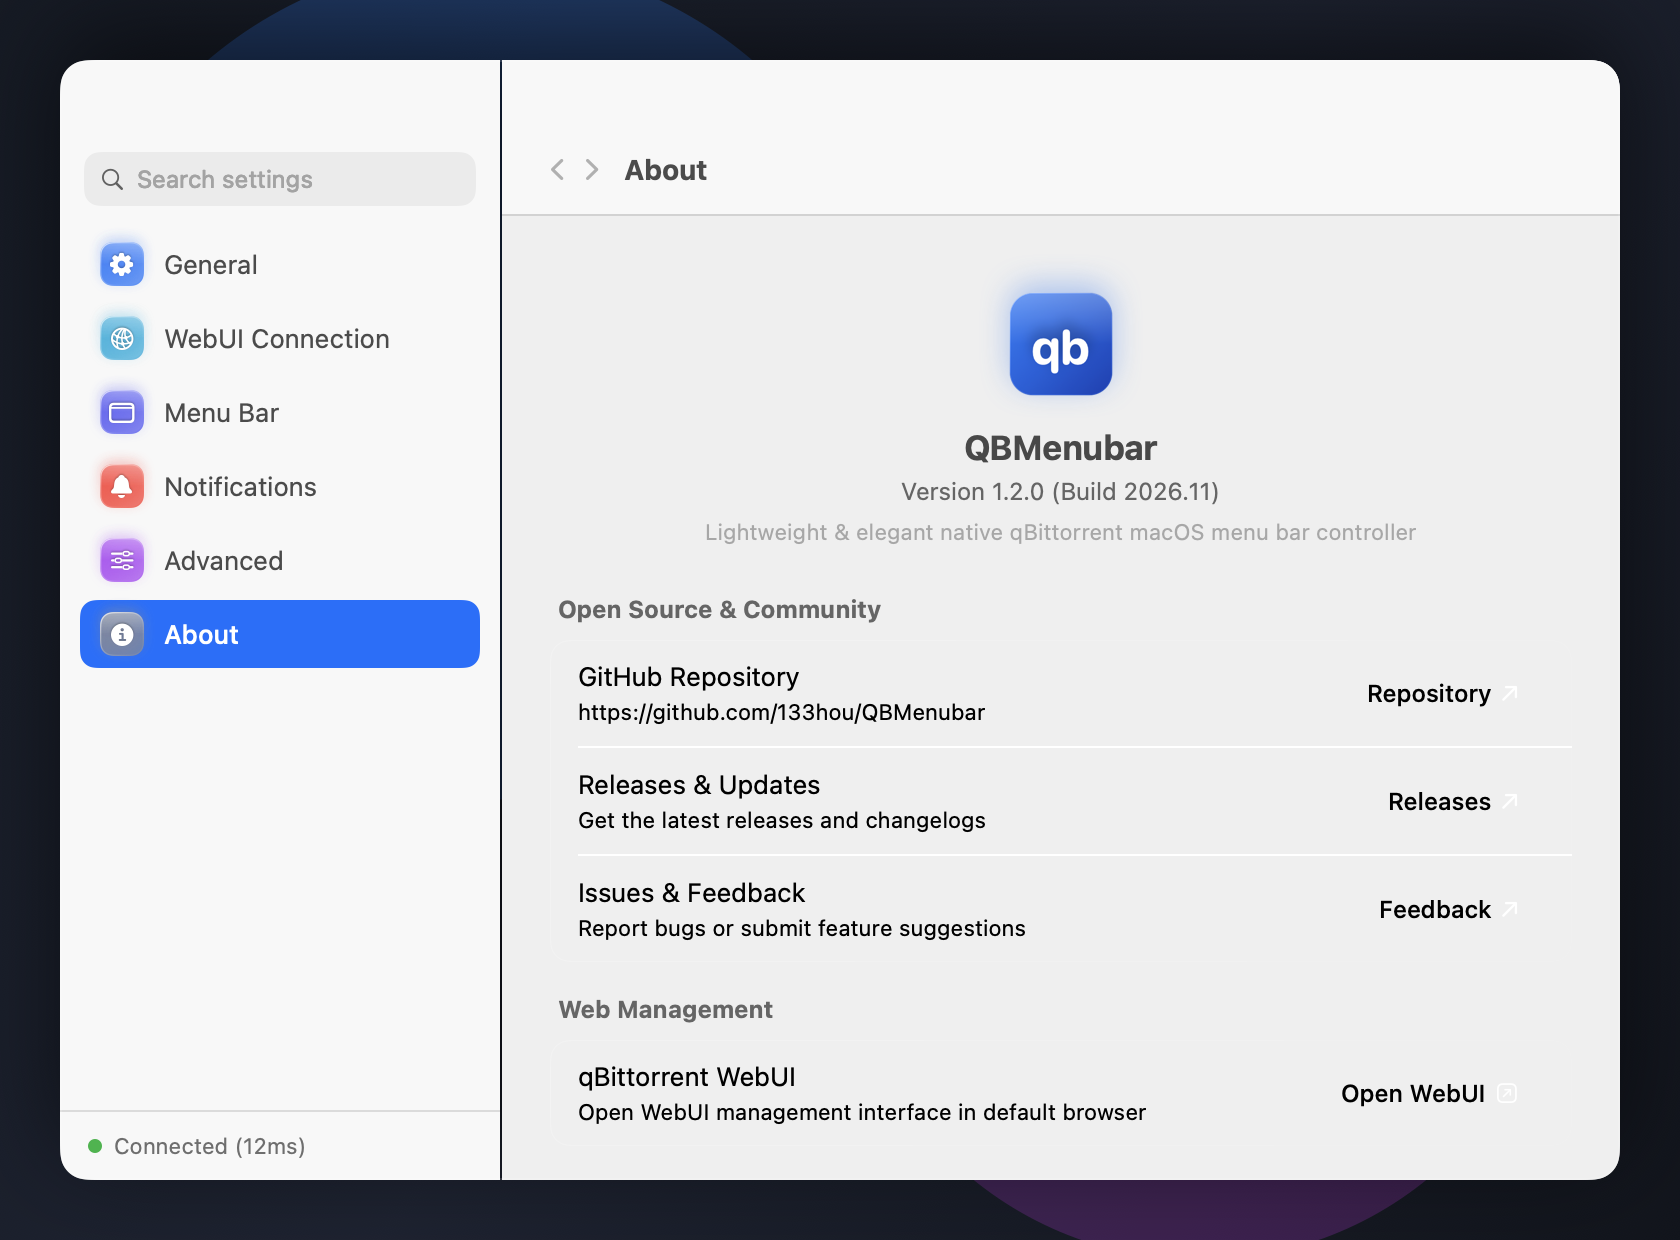 Search settings
General
WebUI Connection
Menu Bar
Notifications
Advanced
About
Connected (12ms)
About
qb
QBMenubar
Version 1.2.0 (Build 2026.11)
Lightweight & elegant native qBittorrent macOS menu bar controller
Open Source & Community
GitHub Repository
https://github.com/133hou/QBMenubar
Repository
Releases & Updates
Get the latest releases and changelogs
Releases
Issues & Feedback
Report bugs or submit feature suggestions
Feedback
Web Management
qBittorrent WebUI
Open WebUI management interface in default browser
Open WebUI